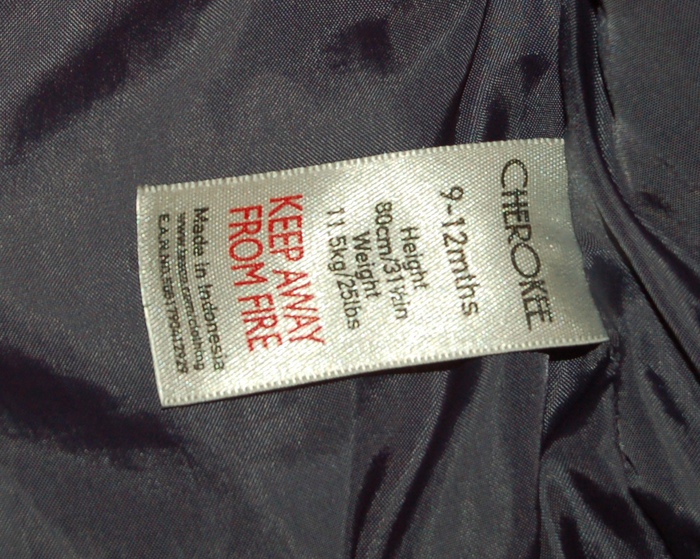 CHEROKEE
9-12mths
Height
80cm/31½in
Weight
11.5kg/25lbs
KEEP AWAY
FROM FIRE
Made in Indonesia